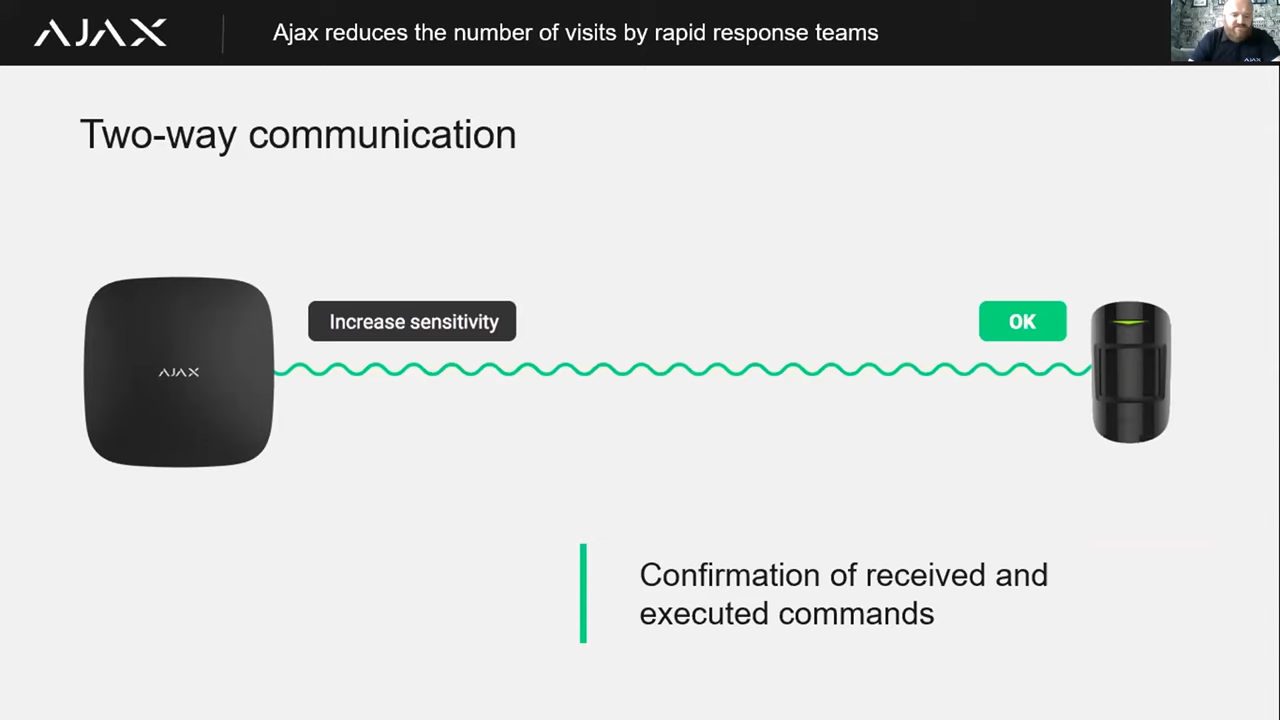 AJAX
Ajax reduces the number of visits by rapid response teams
AJAX
Two-way communication
Increase sensitivity
OK
AJAX
Confirmation of received and
executed commands